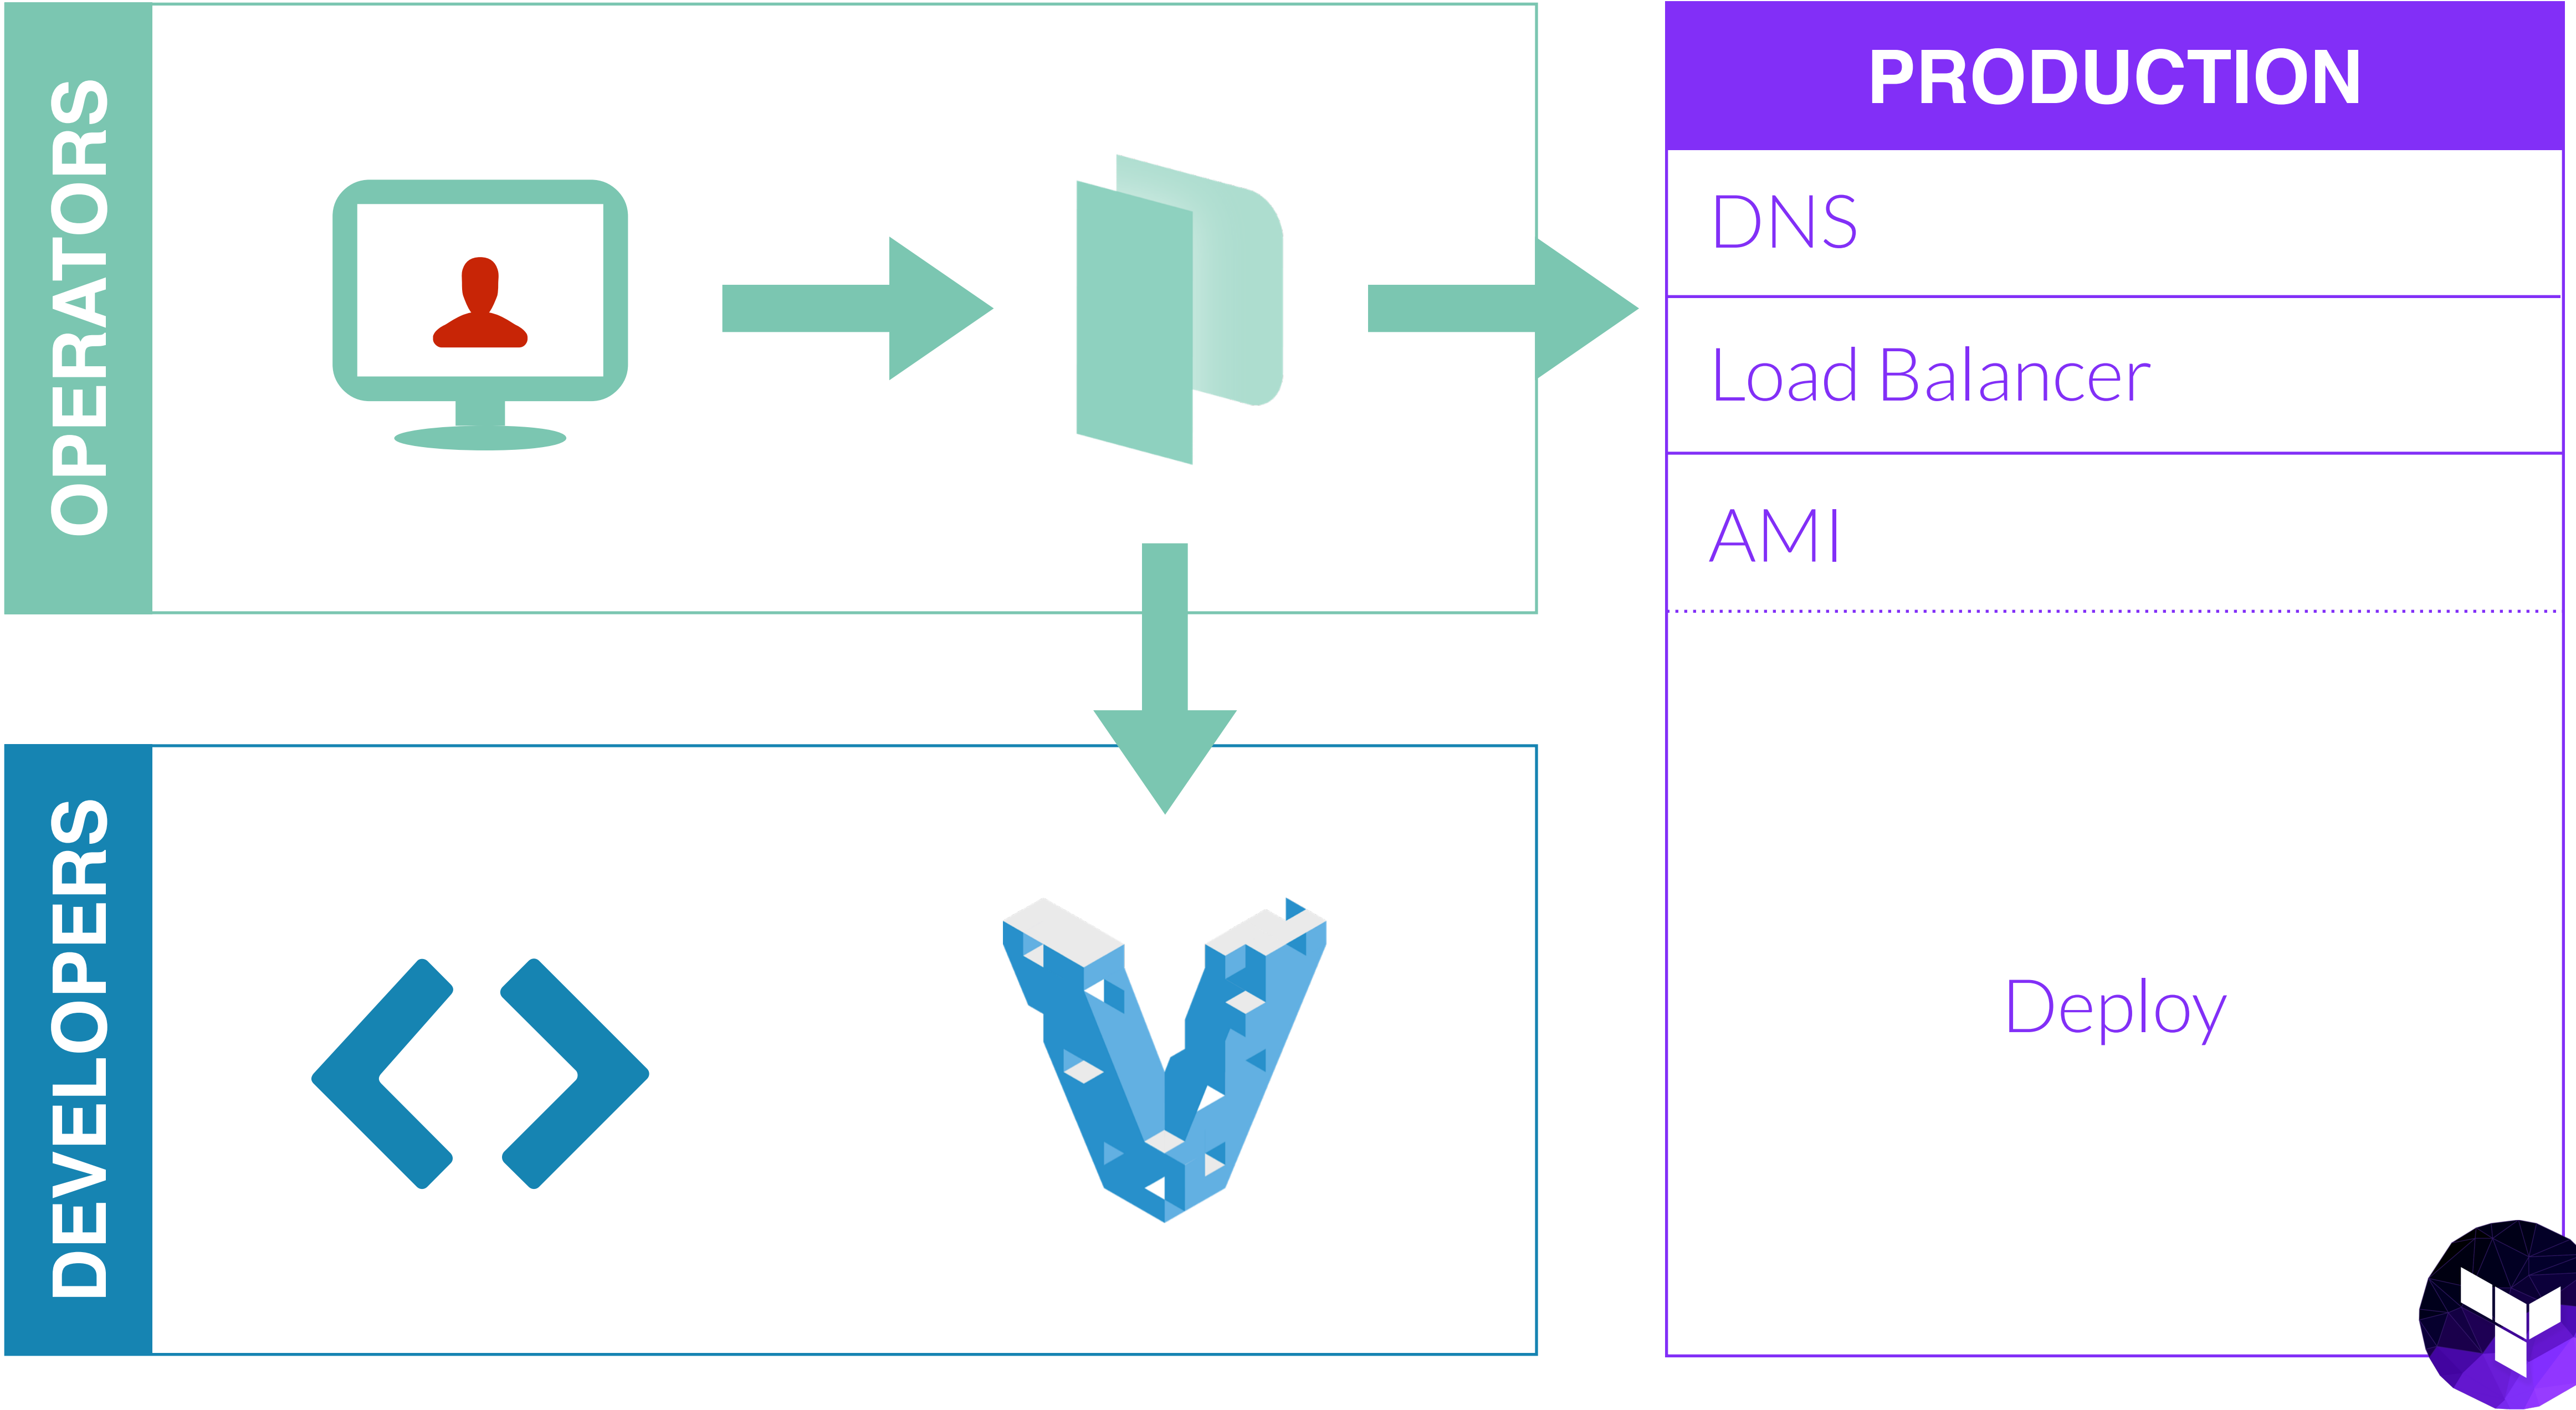 OPERATORS
DEVELOPERS
PRODUCTION
DNS
Load Balancer
AMI
Deploy